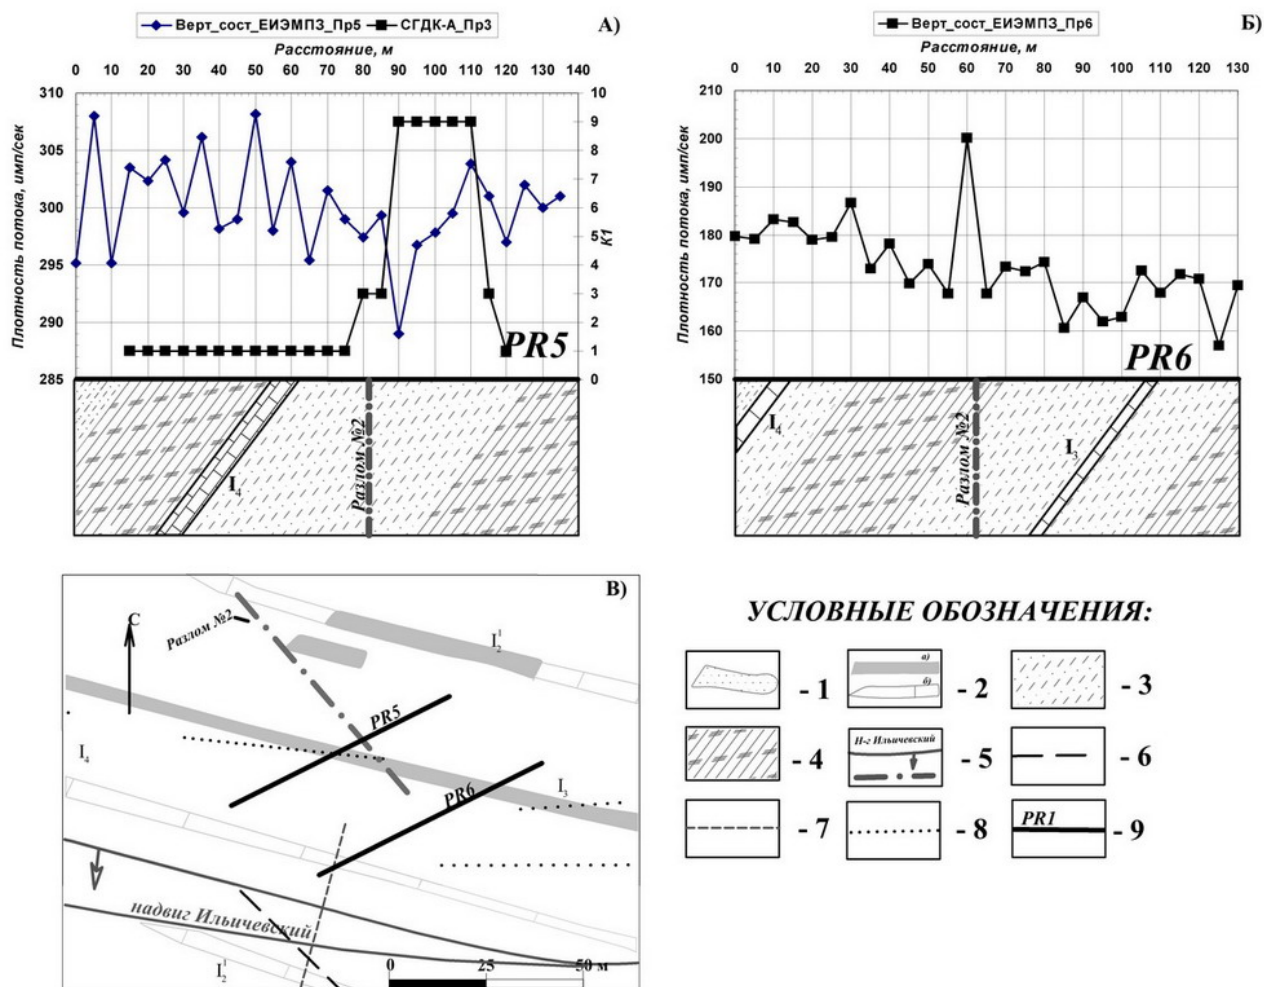 Верт_сост_ЕИЭМПЗ_Пр5 СГДК-А_Пр3 А)
Расстояние, м
0 10 20 30 40 50 60 70 80 90 100 110 120 130 140
310 10
9
305 8
7
300 6
5
295 4
3
290 2
1
285 0
Плотность потока, имп/сек
К1
PR5
I4
Разлом №2
Верт_сост_ЕИЭМПЗ_Пр6 Б)
Расстояние, м
0 10 20 30 40 50 60 70 80 90 100 110 120 130
210
200
190
180
170
160
150
Плотность потока, имп/сек
PR6
I4
Разлом №2
I3
В)
С
Разлом №2
I12
PR5
I4
PR6
I3
надвиг Ильичевский
I12
0 25 50 м
УСЛОВНЫЕ ОБОЗНАЧЕНИЯ:
- 1
а)
б)
- 2
- 3
- 4
Н-г Ильичевский
- 5
- 6
- 7
- 8
PR1
- 9